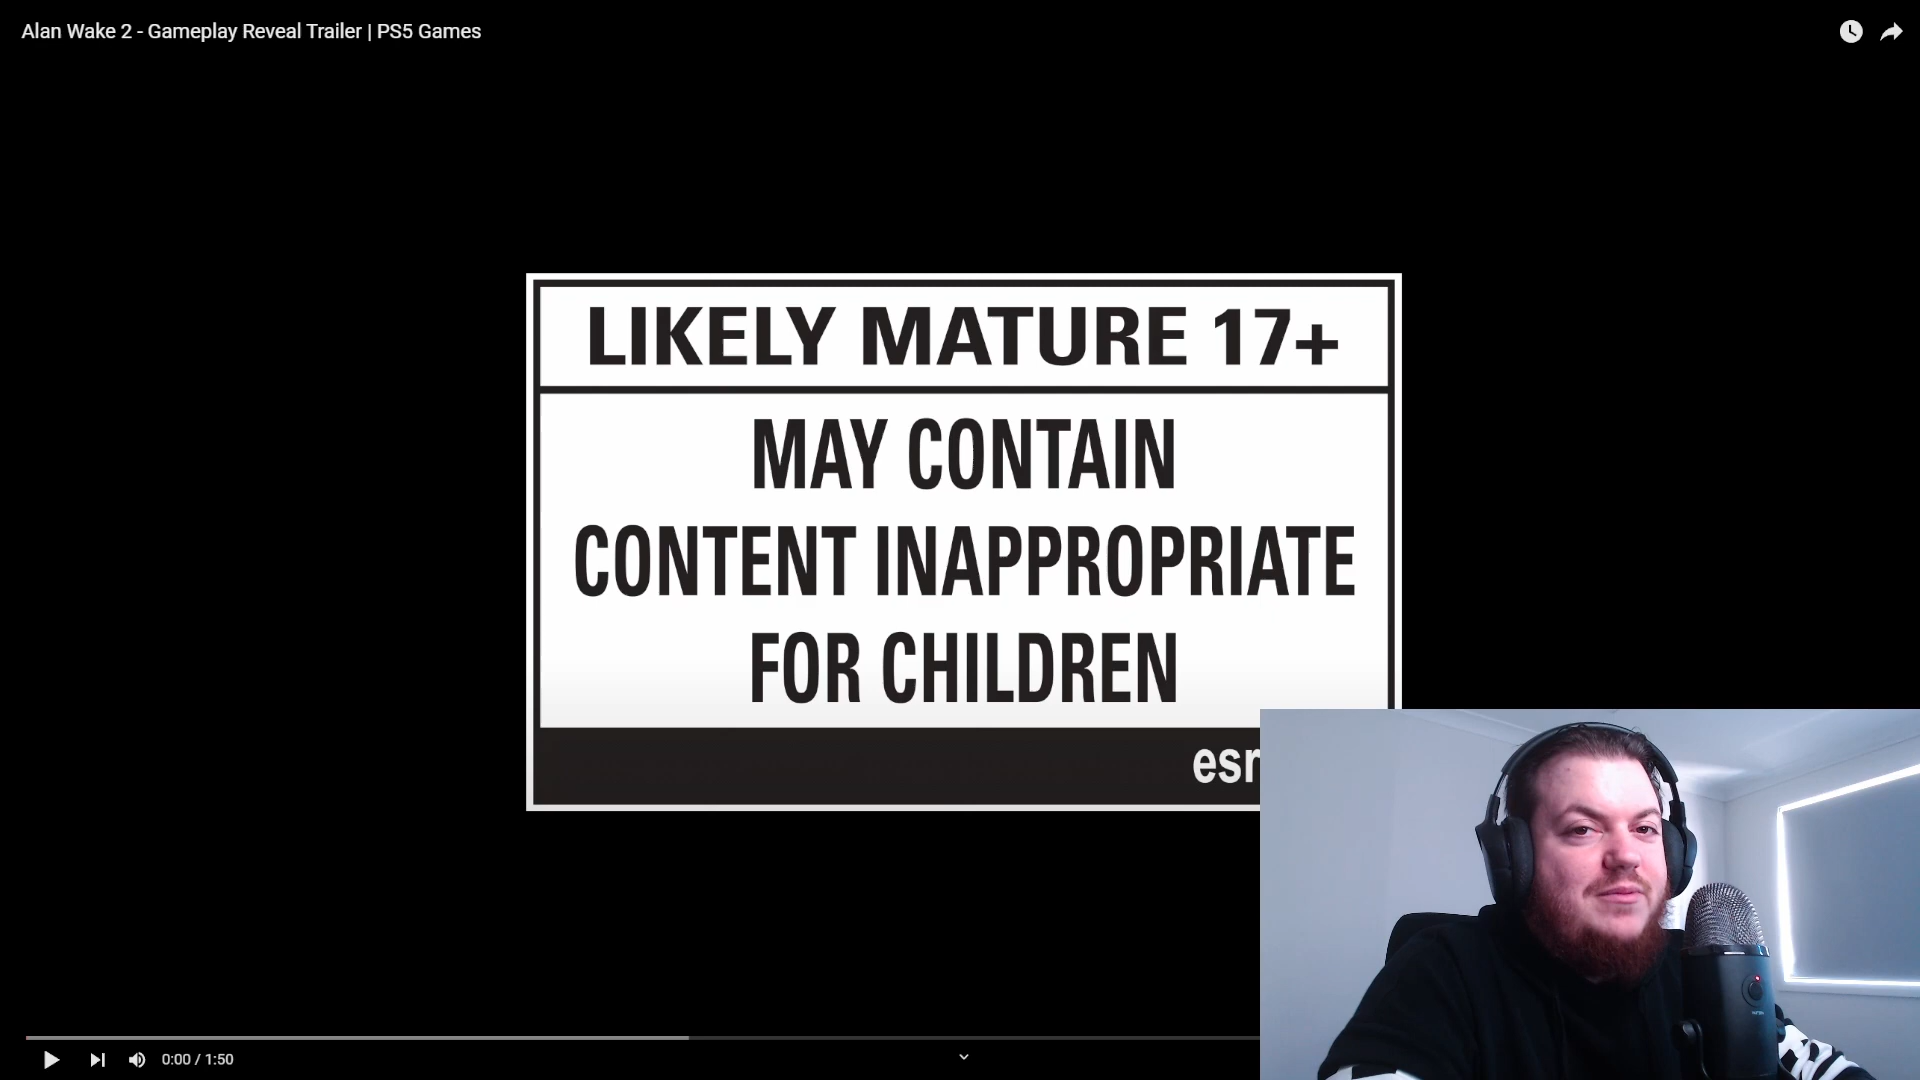 Alan Wake 2 - Gameplay Reveal Trailer | PS5 Games
LIKELY MATURE 17+
MAY CONTAIN
CONTENT INAPPROPRIATE
FOR CHILDREN
0:00 / 1:50